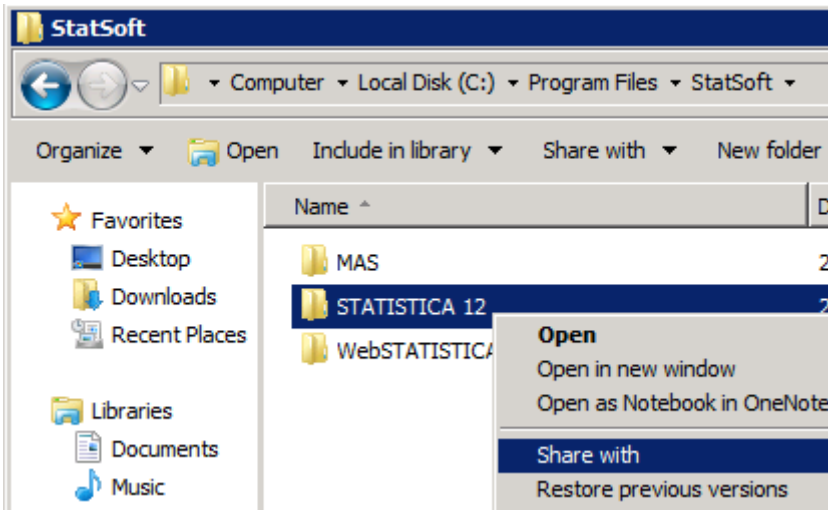 StatSoft
Computer Local Disk (C:) Program Files StatSoft
Organize Open Include in library Share with New folder
Favorites
Desktop
Downloads
Recent Places
Libraries
Documents
Music
Name
MAS
STATISTICA 12
WebSTATISTICA
Open
Open in new window
Open as Notebook in OneNote
Share with
Restore previous versions